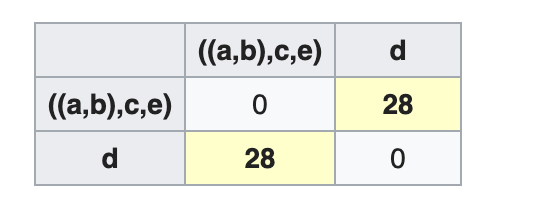 ((a,b),c,e) d
((a,b),c,e) 0 28
d 28 0